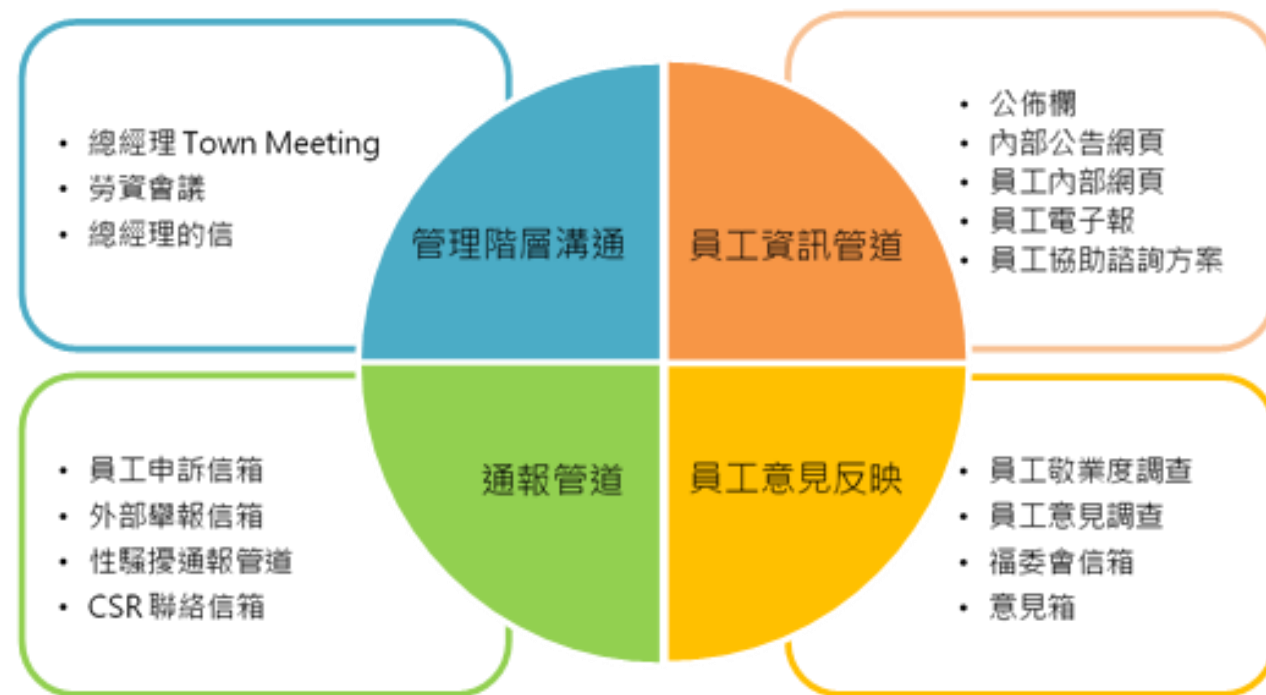 • 總經理 Town Meeting
• 勞資會議
• 總經理的信
管理階層溝通
員工資訊管道
• 公佈欄
• 內部公告網頁
• 員工內部網頁
• 員工電子報
• 員工協助諮詢方案
• 員工申訴信箱
• 外部舉報信箱
• 性騷擾通報管道
• CSR 聯絡信箱
通報管道
員工意見反映
• 員工敬業度調查
• 員工意見調查
• 福委會信箱
• 意見箱